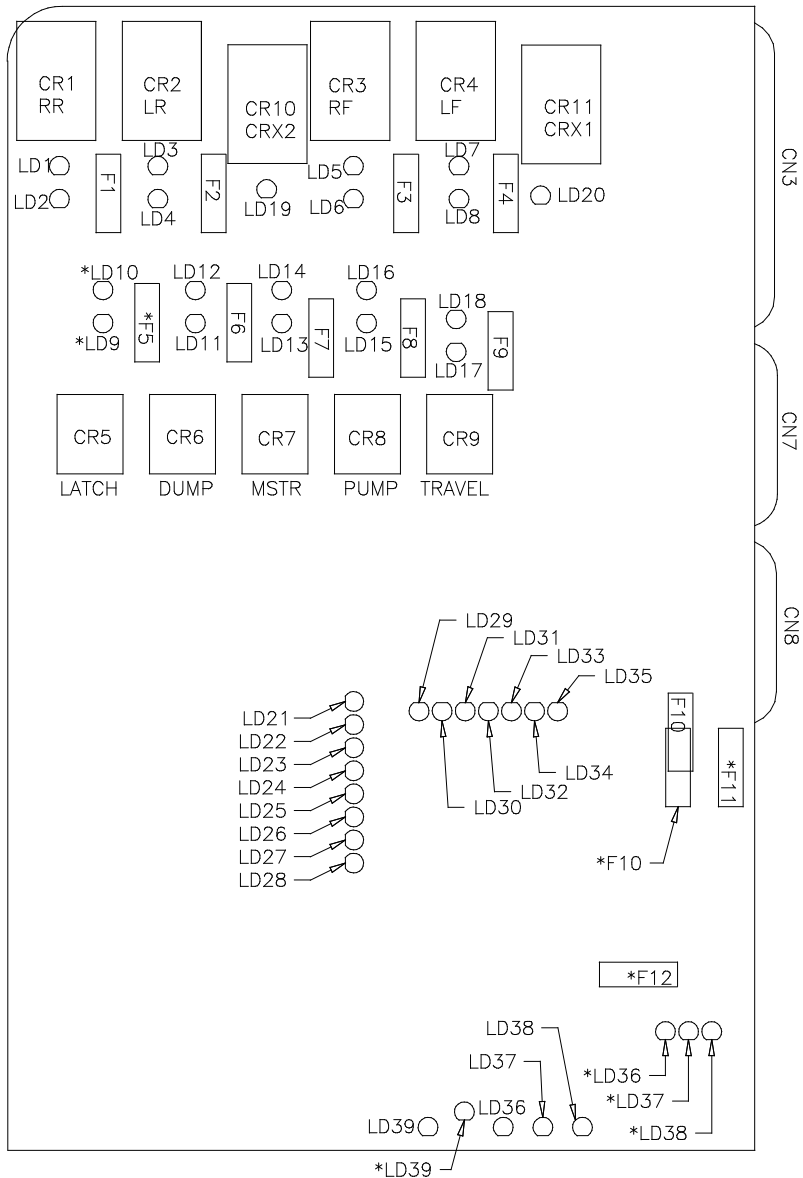 CR1
RR
CR2
LR
CR10
CRX2
CR3
RF
CR4
LF
CR11
CRX1
CN3
LD1
LD2
F1
LD3
LD4
F2
LD19
LD5
LD6
F3
LD7
LD8
F4
LD20
*LD10
*LD9
*F5
LD12
LD11
F6
LD14
LD13
F7
LD16
LD15
F8
LD18
LD17
F9
CN7
CR5
CR6
CR7
CR8
CR9
LATCH
DUMP
MSTR
PUMP
TRAVEL
CN8
LD29
LD31
LD33
LD35
LD21
LD22
LD23
LD24
LD25
LD26
LD27
LD28
LD34
LD32
LD30
F10
*F11
*F10
*F12
LD38
LD37
*LD36
*LD37
*LD38
LD39
LD36
*LD39